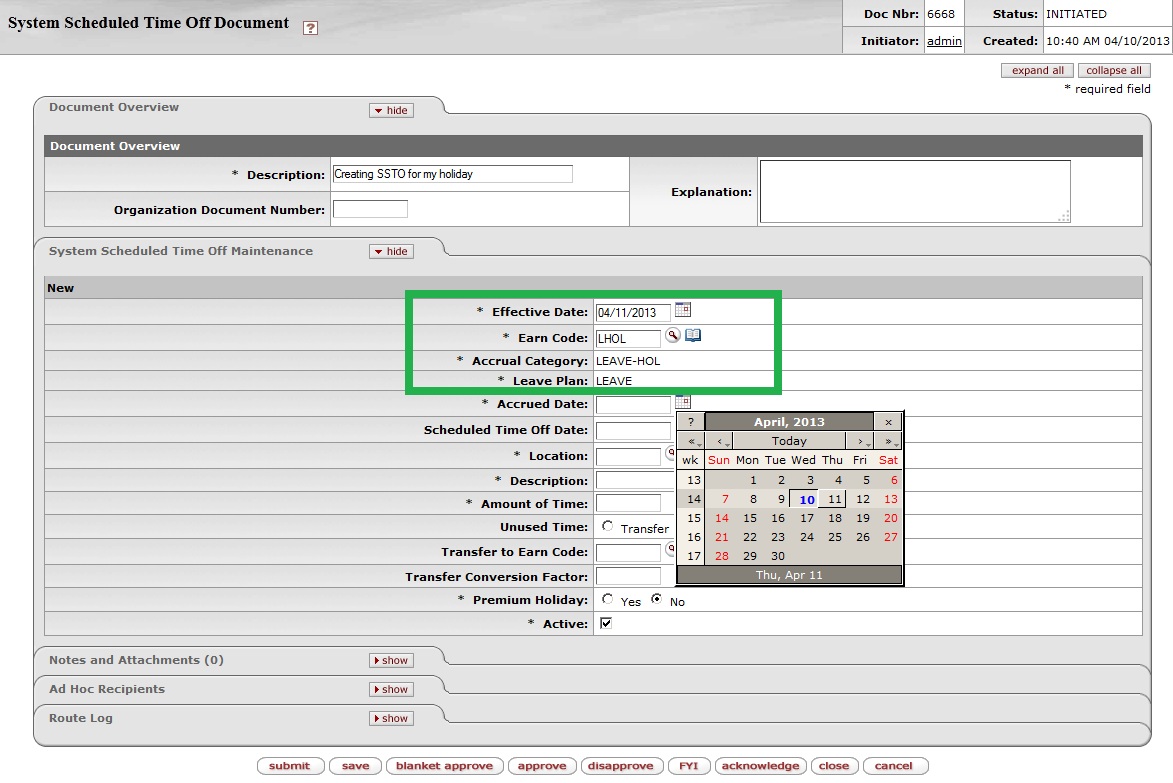 System Scheduled Time Off Document ?
Doc Nbr: 6668 Status: INITIATED
Initiator: admin Created: 10:40 AM 04/10/2013
expand all collapse all
* required field
Document Overview hide
Document Overview
* Description: Creating SSTO for my holiday
Explanation:
Organization Document Number:
System Scheduled Time Off Maintenance hide
New
* Effective Date: 04/11/2013
* Earn Code: LHOL
* Accrual Category: LEAVE-HOL
* Leave Plan: LEAVE
* Accrued Date:
Scheduled Time Off Date:
* Location:
* Description:
* Amount of Time:
Unused Time: Transfer
Transfer to Earn Code:
Transfer Conversion Factor:
* Premium Holiday: Yes No
* Active:
? April, 2013 ×
« ‹ Today › »
wk Sun Mon Tue Wed Thu Fri Sat
13 1 2 3 4 5 6
14 7 8 9 10 11 12 13
15 14 15 16 17 18 19 20
16 21 22 23 24 25 26 27
17 28 29 30
Thu, Apr 11
Notes and Attachments (0) show
Ad Hoc Recipients show
Route Log show
submit save blanket approve approve disapprove FYI acknowledge close cancel